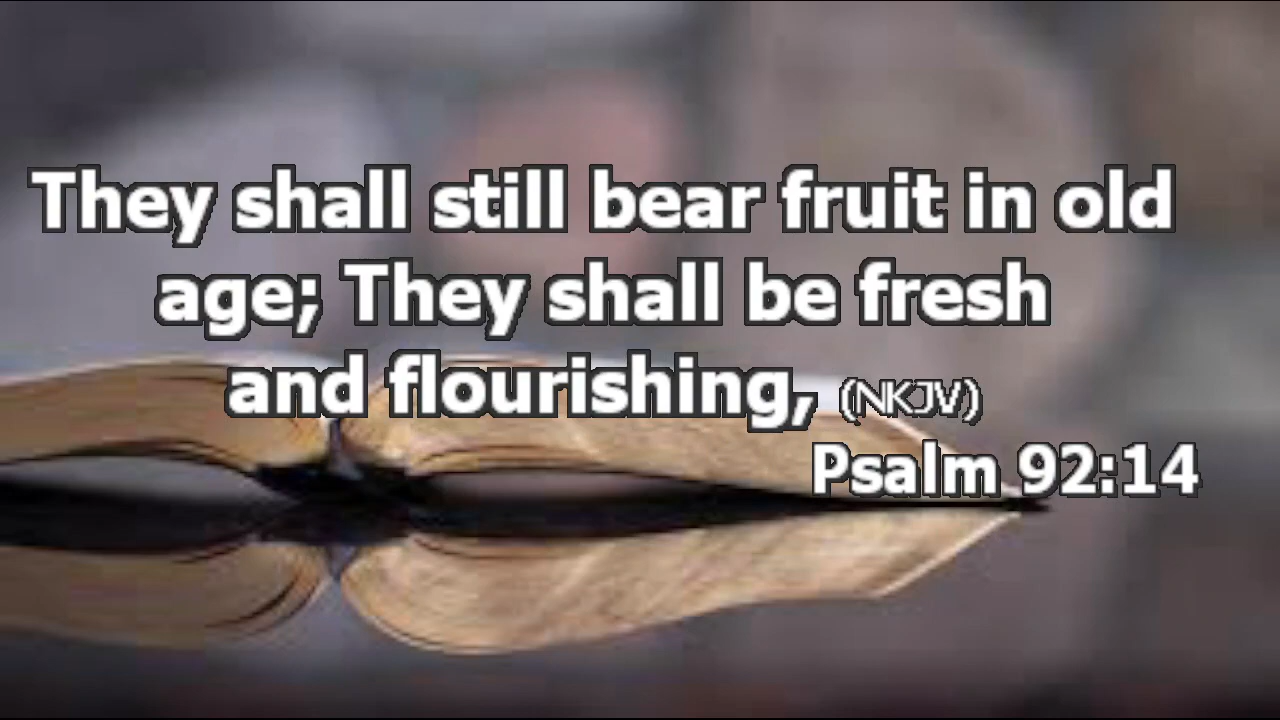 They shall still bear fruit in old
age; They shall be fresh
and flourishing, (NKJV)
Psalm 92:14